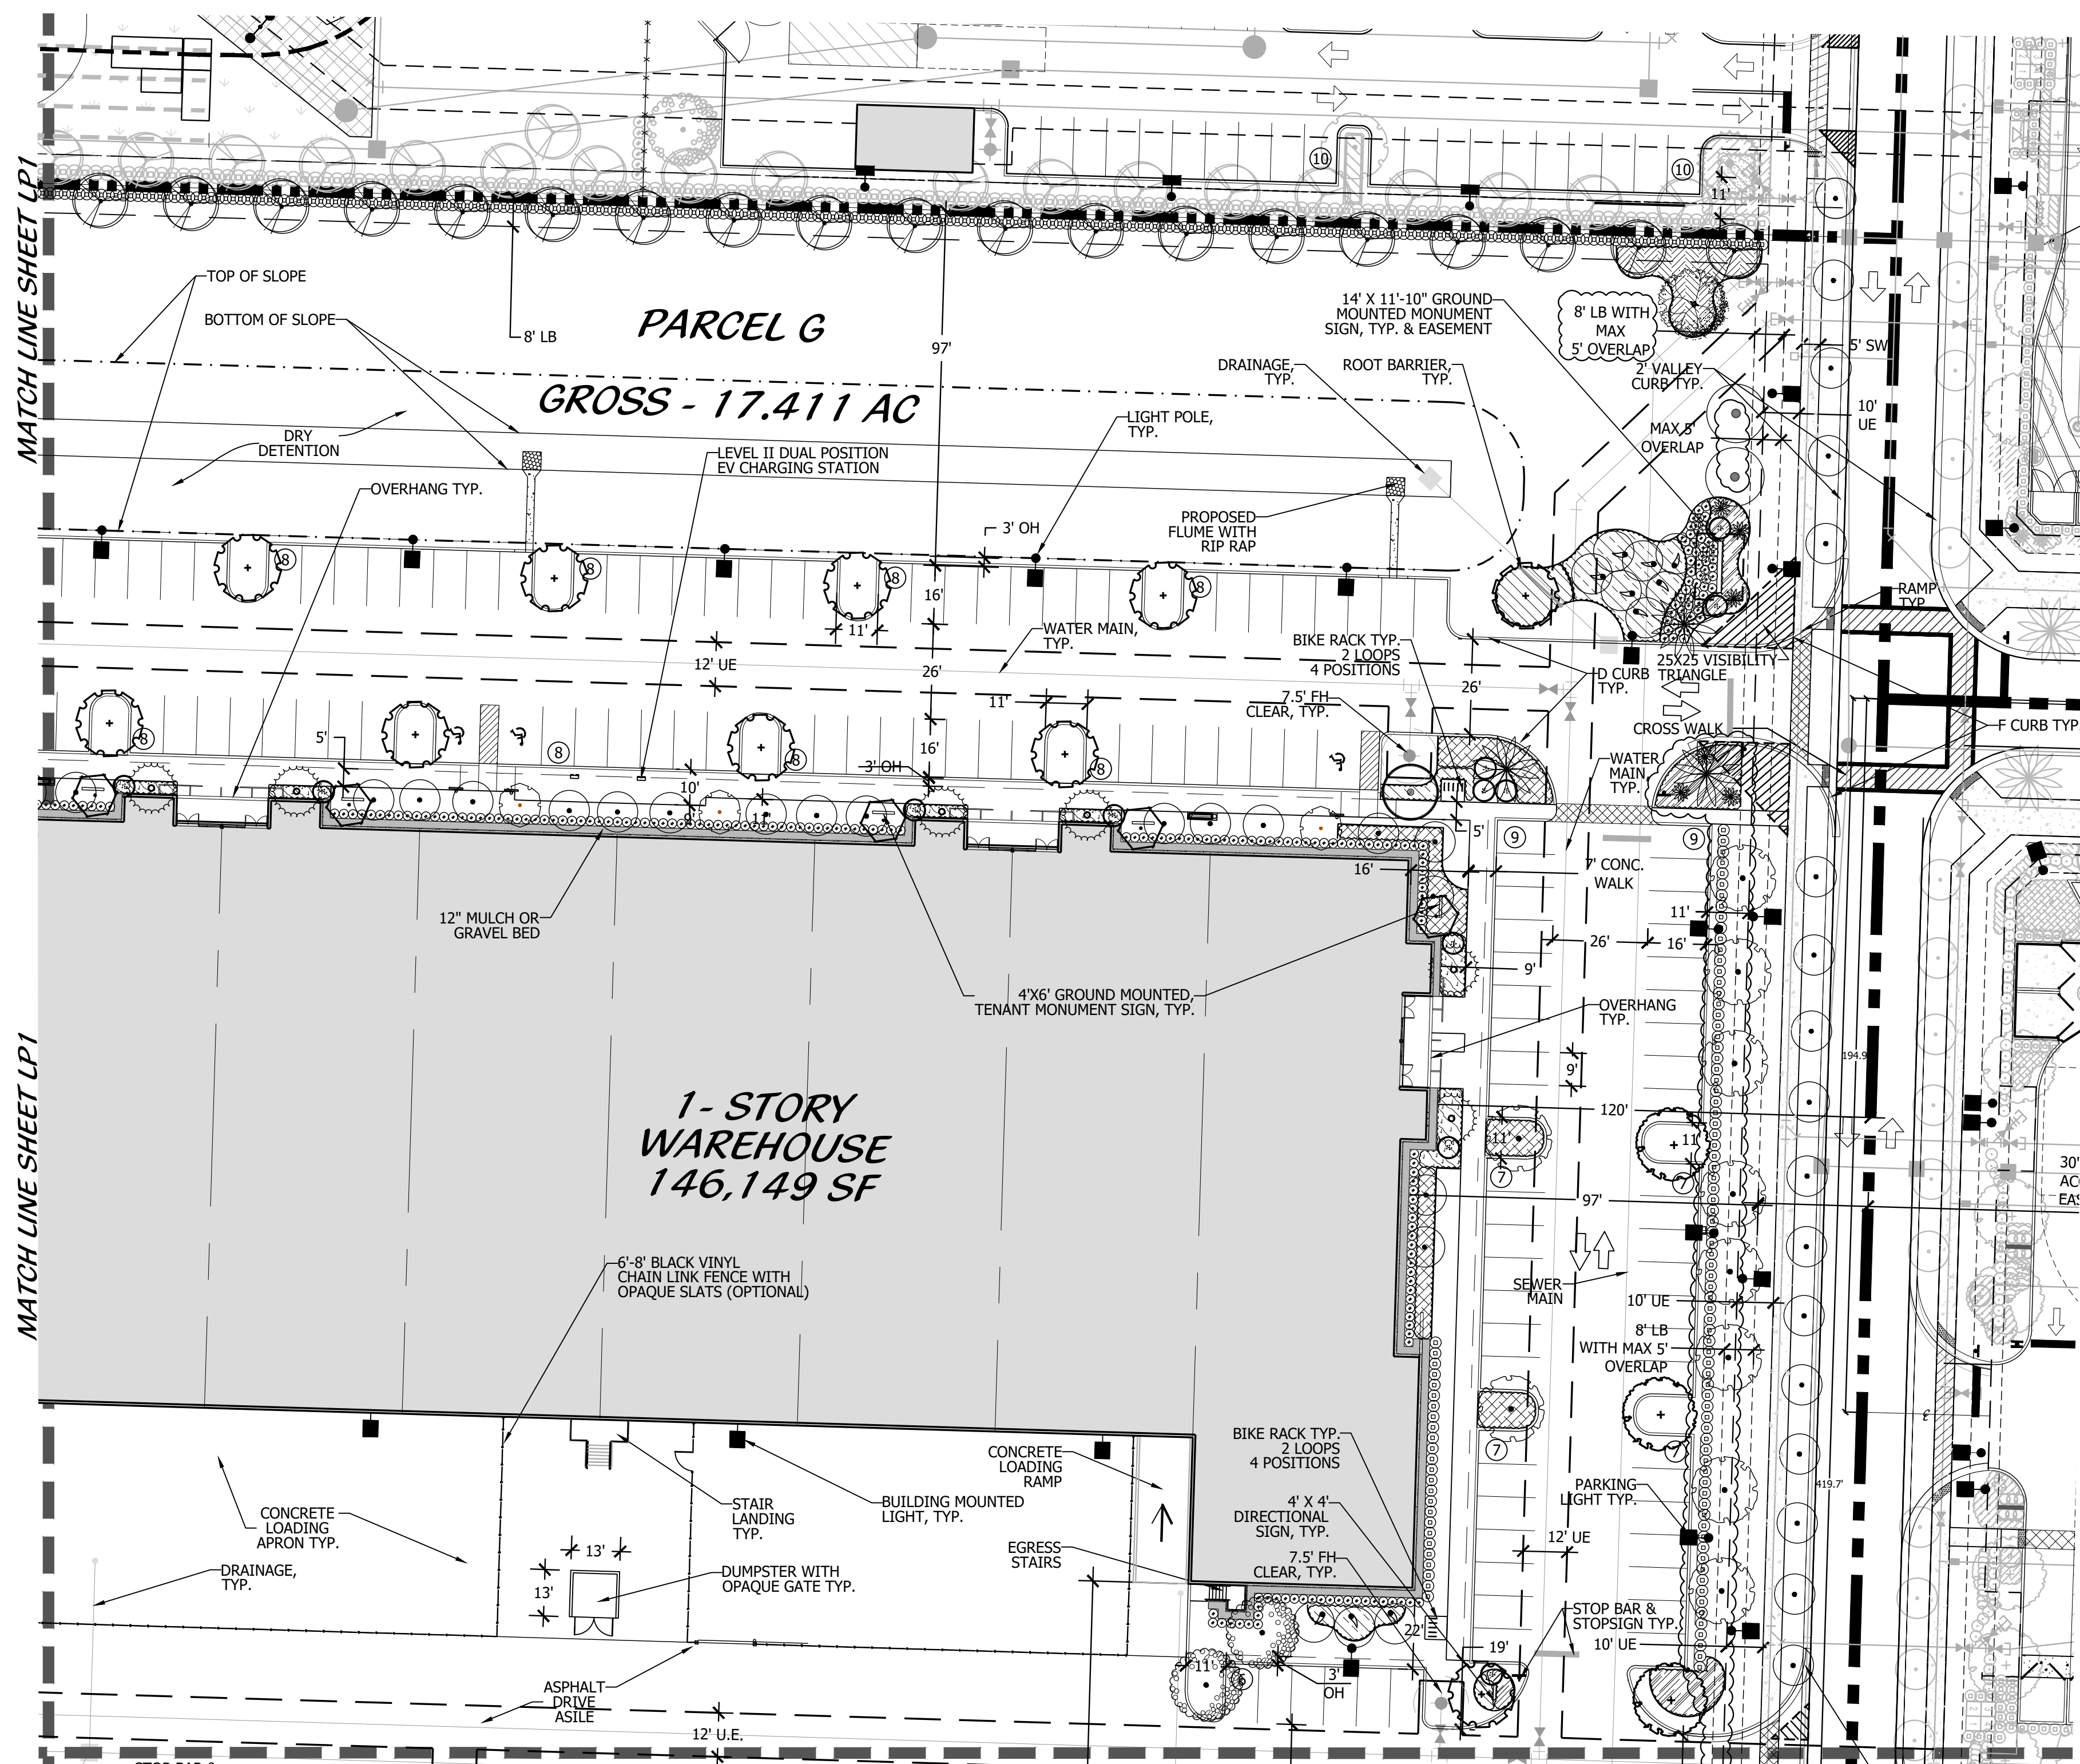 MATCH LINE SHEET LP1
10
10
11'
TOP OF SLOPE
BOTTOM OF SLOPE
8' LB
PARCEL G
GROSS - 17.411 AC
97'
14' X 11'-10" GROUND
MOUNTED MONUMENT
SIGN, TYP. & EASEMENT
8' LB WITH
MAX
5' OVERLAP
5' SW
2' VALLEY
CURB TYP.
10'
UE
MAX 5'
OVERLAP
DRAINAGE,
TYP.
ROOT BARRIER,
TYP.
LIGHT POLE,
TYP.
DRY
DETENTION
LEVEL II DUAL POSITION
EV CHARGING STATION
OVERHANG TYP.
3' OH
PROPOSED
FLUME WITH
RIP RAP
8
8
8
8
16'
11'
WATER MAIN,
TYP.
12' UE
26'
BIKE RACK TYP.
2 LOOPS
4 POSITIONS
RAMP
TYP
25X25 VISIBILITY
TRIANGLE
D CURB
TYP.
26'
7.5' FH
CLEAR, TYP.
11'
CROSS WALK
F CURB TYP.
8
5'
8
8
8
16'
3' OH
10'
11'
WATER
MAIN,
TYP.
5'
9
9
16'
7' CONC.
WALK
12" MULCH OR
GRAVEL BED
11'
26'
16'
9'
4'X6' GROUND MOUNTED,
TENANT MONUMENT SIGN, TYP.
OVERHANG
TYP.
MATCH LINE SHEET LP1
194.9
9'
120'
1- STORY
WAREHOUSE
146,149 SF
11'
11'
7
7
97'
30'
6'-8' BLACK VINYL
CHAIN LINK FENCE WITH
OPAQUE SLATS (OPTIONAL)
SEWER
MAIN
10' UE
8' LB
WITH MAX 5'
OVERLAP
7
7
BIKE RACK TYP.
2 LOOPS
4 POSITIONS
CONCRETE
LOADING
RAMP
PARKING
LIGHT TYP.
419.7'
4' X 4'
DIRECTIONAL
SIGN, TYP.
BUILDING MOUNTED
LIGHT, TYP.
STAIR
LANDING
TYP.
CONCRETE
LOADING
APRON TYP.
12' UE
13'
EGRESS
STAIRS
7.5' FH
CLEAR, TYP.
DRAINAGE,
TYP.
DUMPSTER WITH
OPAQUE GATE TYP.
13'
STOP BAR &
STOPSIGN TYP.
22'
19'
10' UE
11'
6
3'
OH
ASPHALT
DRIVE
ASILE
12' U.E.